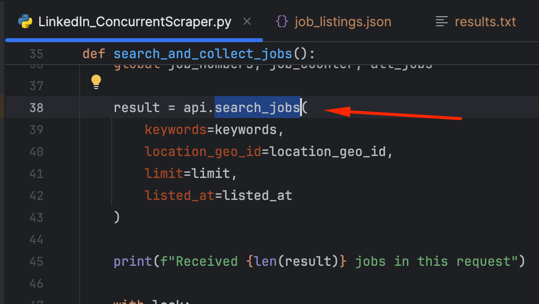 LinkedIn_ConcurrentScraper.py × {} job_listings.json results.txt
35 def search_and_collect_jobs():
global job_numbers, job_counter, all_jobs
37
38 result = api.search_jobs(
39 keywords=keywords,
40 location_geo_id=location_geo_id,
41 limit=limit,
42 listed_at=listed_at
43 )
44
45 print(f"Received {len(result)} jobs in this request")
46
47 with lock: